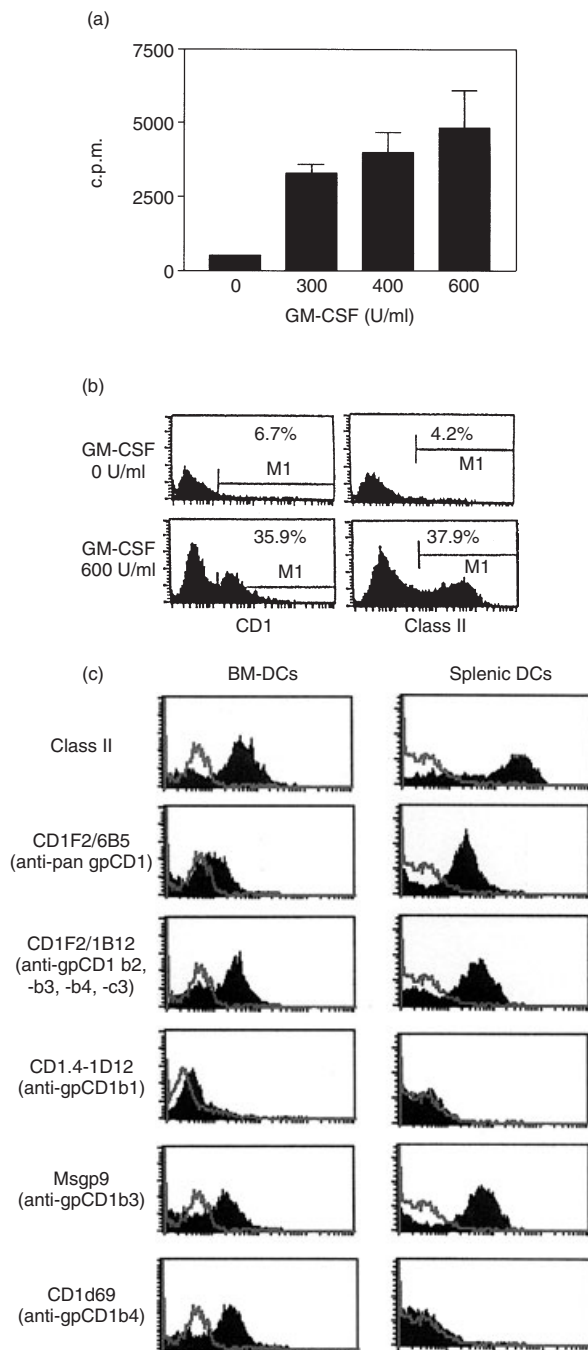 (a)
7500
5000
2500
0
c.p.m.
0 300 400 600
GM-CSF (U/ml)
(b)
GM-CSF
0 U/ml
6.7%
M1
4.2%
M1
GM-CSF
600 U/ml
35.9%
M1
37.9%
M1
CD1 Class II
(c) BM-DCs Splenic DCs
Class II
CD1F2/6B5
(anti-pan gpCD1)
CD1F2/1B12
(anti-gpCD1 b2,
-b3, -b4, -c3)
CD1.4-1D12
(anti-gpCD1b1)
Msgp9
(anti-gpCD1b3)
CD1d69
(anti-gpCD1b4)